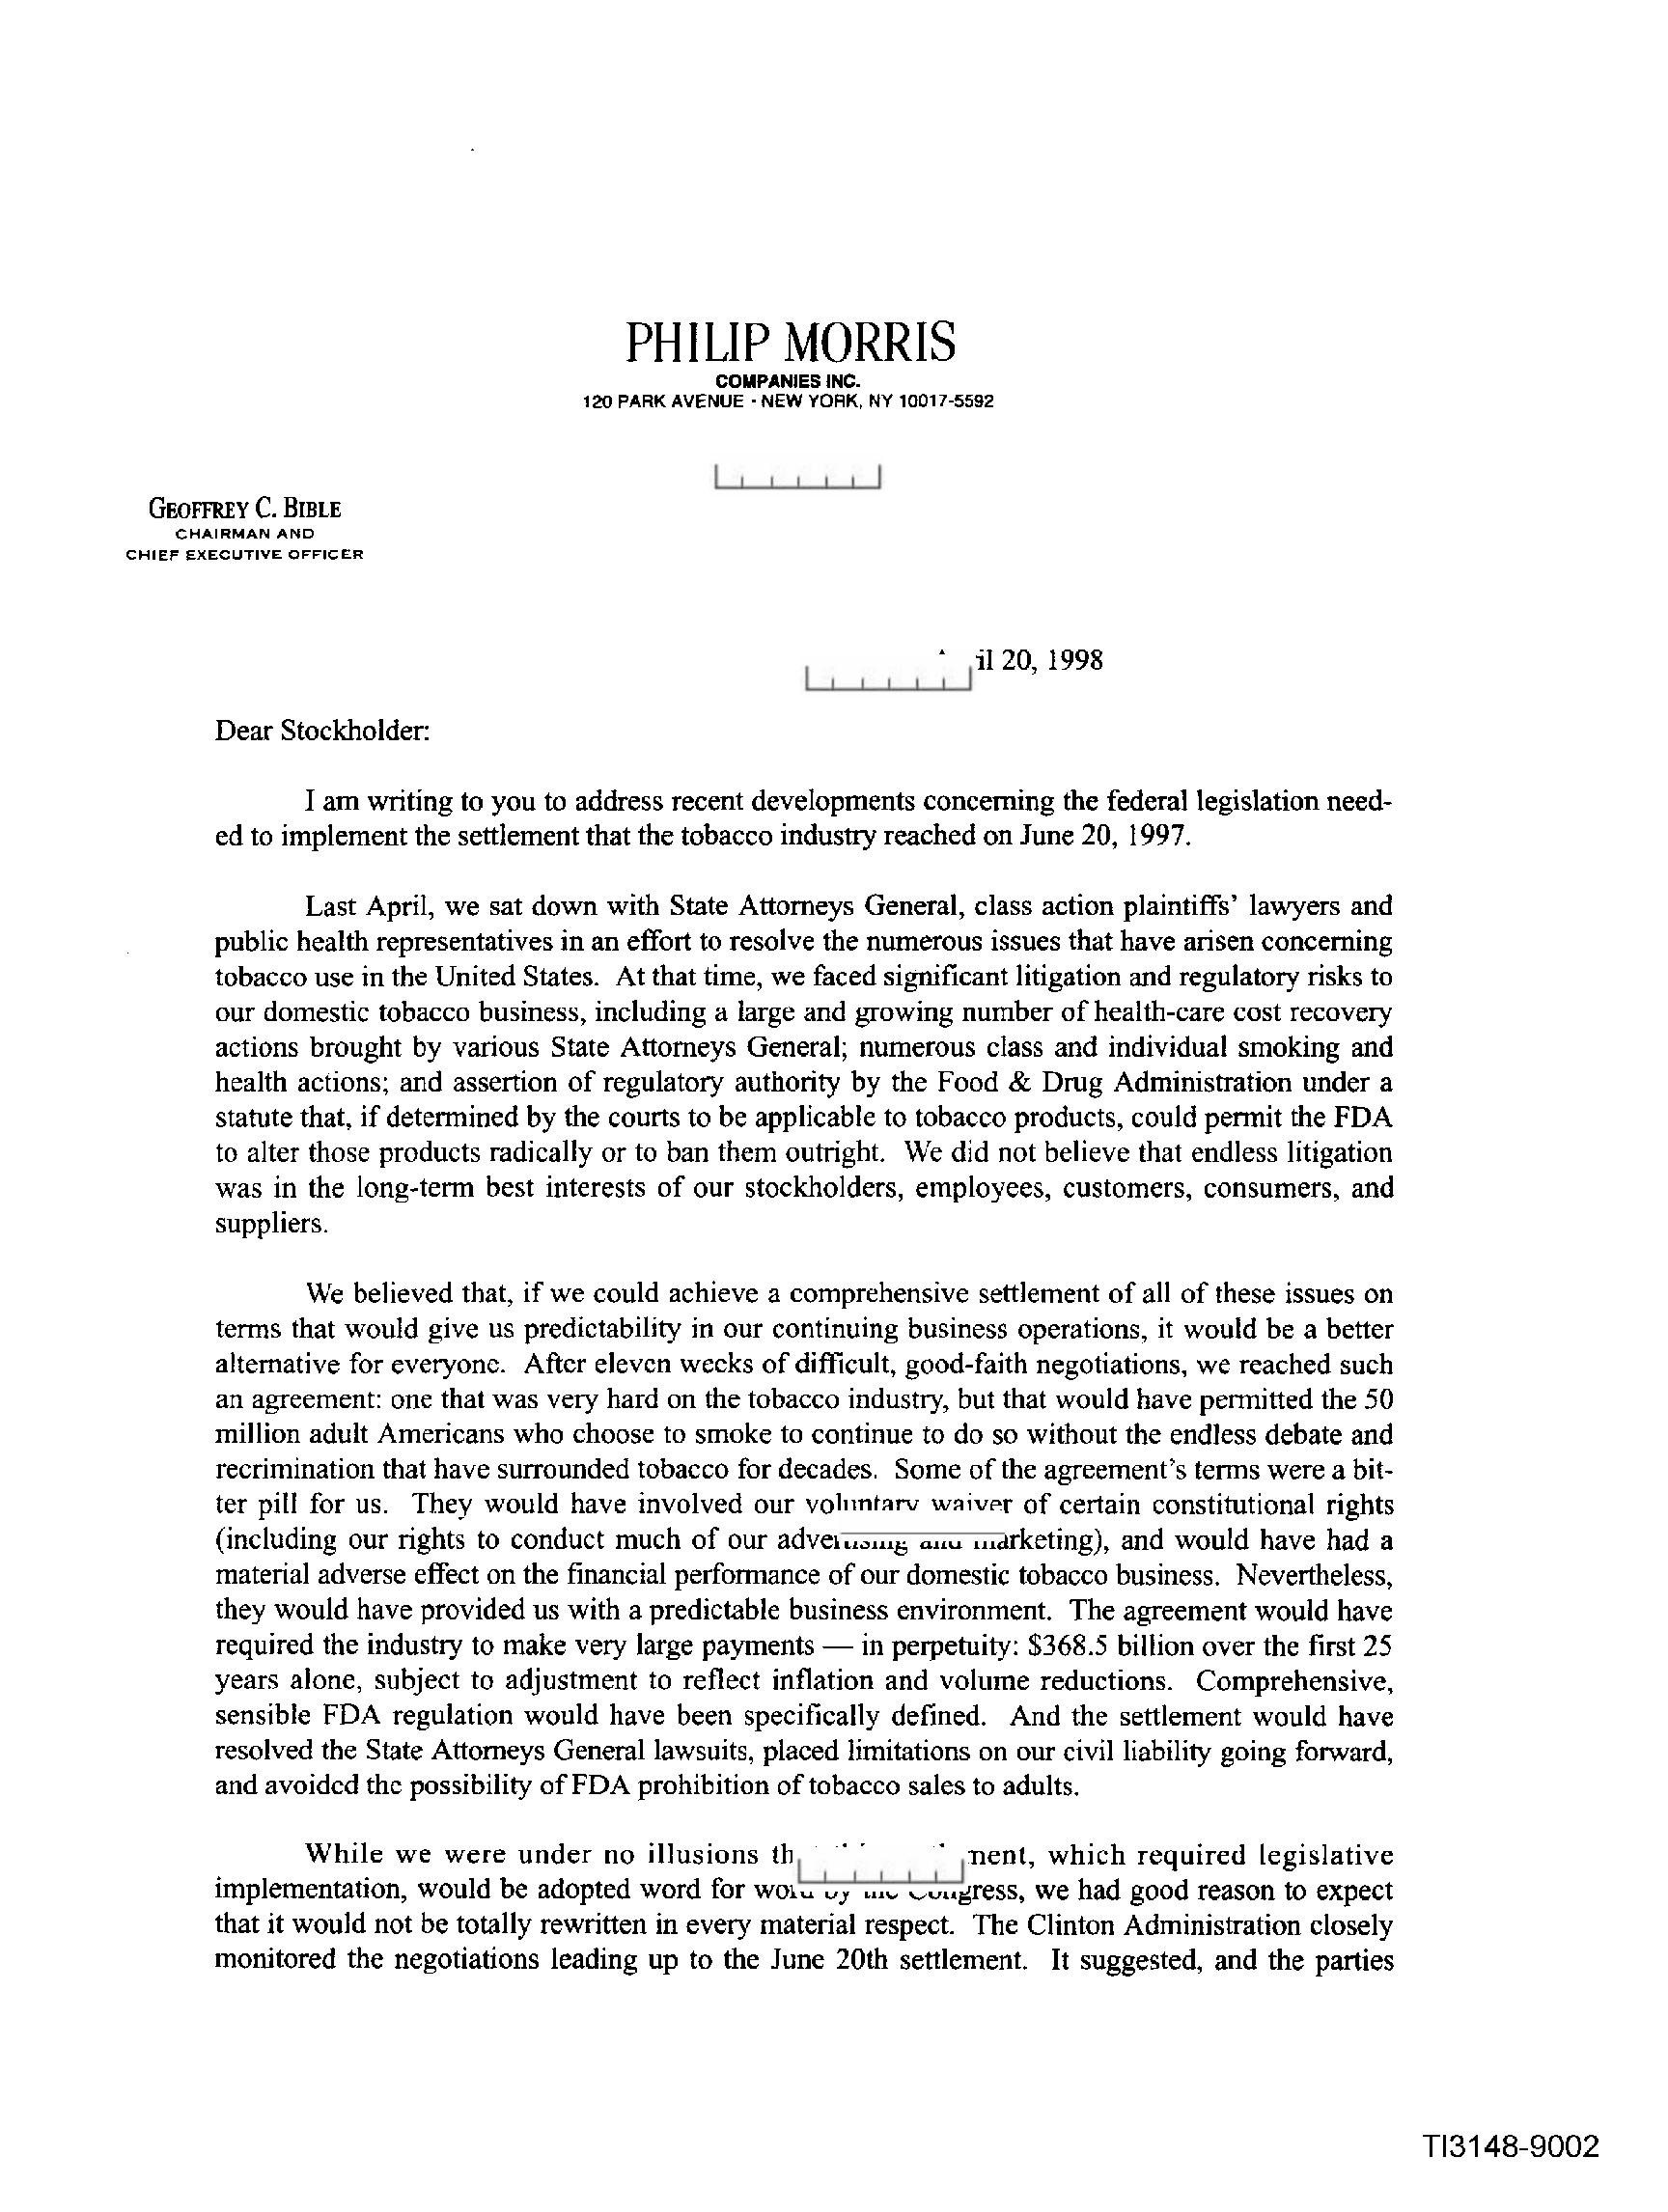 PHILIP MORRIS
COMPANIES INC.
120 PARK AVENUE · NEW YORK, NY 10017-5592
GEOFFREY C. BIBLE
CHAIRMAN AND
CHIEF EXECUTIVE OFFICER
il 20, 1998
Dear Stockholder:
I am writing to you to address recent developments concerning the federal legislation need-
ed to implement the settlement that the tobacco industry reached on June 20, 1997.
Last April, we sat down with State Attorneys General, class action plaintiffs’ lawyers and
public health representatives in an effort to resolve the numerous issues that have arisen concerning
tobacco use in the United States. At that time, we faced significant litigation and regulatory risks to
our domestic tobacco business, including a large and growing number of health-care cost recovery
actions brought by various State Attorneys General; numerous class and individual smoking and
health actions; and assertion of regulatory authority by the Food & Drug Administration under a
statute that, if determined by the courts to be applicable to tobacco products, could permit the FDA
to alter those products radically or to ban them outright. We did not believe that endless litigation
was in the long-term best interests of our stockholders, employees, customers, consumers, and
suppliers.
We believed that, if we could achieve a comprehensive settlement of all of these issues on
terms that would give us predictability in our continuing business operations, it would be a better
alternative for everyone. After eleven weeks of difficult, good-faith negotiations, we reached such
an agreement: one that was very hard on the tobacco industry, but that would have permitted the 50
million adult Americans who choose to smoke to continue to do so without the endless debate and
recrimination that have surrounded tobacco for decades. Some of the agreement’s terms were a bit-
ter pill for us. They would have involved our voluntary waiver of certain constitutional rights
(including our rights to conduct much of our advertising and marketing), and would have had a
material adverse effect on the financial performance of our domestic tobacco business. Nevertheless,
they would have provided us with a predictable business environment. The agreement would have
required the industry to make very large payments — in perpetuity: $368.5 billion over the first 25
years alone, subject to adjustment to reflect inflation and volume reductions. Comprehensive,
sensible FDA regulation would have been specifically defined. And the settlement would have
resolved the State Attorneys General lawsuits, placed limitations on our civil liability going forward,
and avoided the possibility of FDA prohibition of tobacco sales to adults.
While we were under no illusions which required legislative
implementation, would be adopted word for word by the Congress, we had good reason to expect
that it would not be totally rewritten in every material respect. The Clinton Administration closely
monitored the negotiations leading up to the June 20th settlement. It suggested, and the parties
TI3148-9002